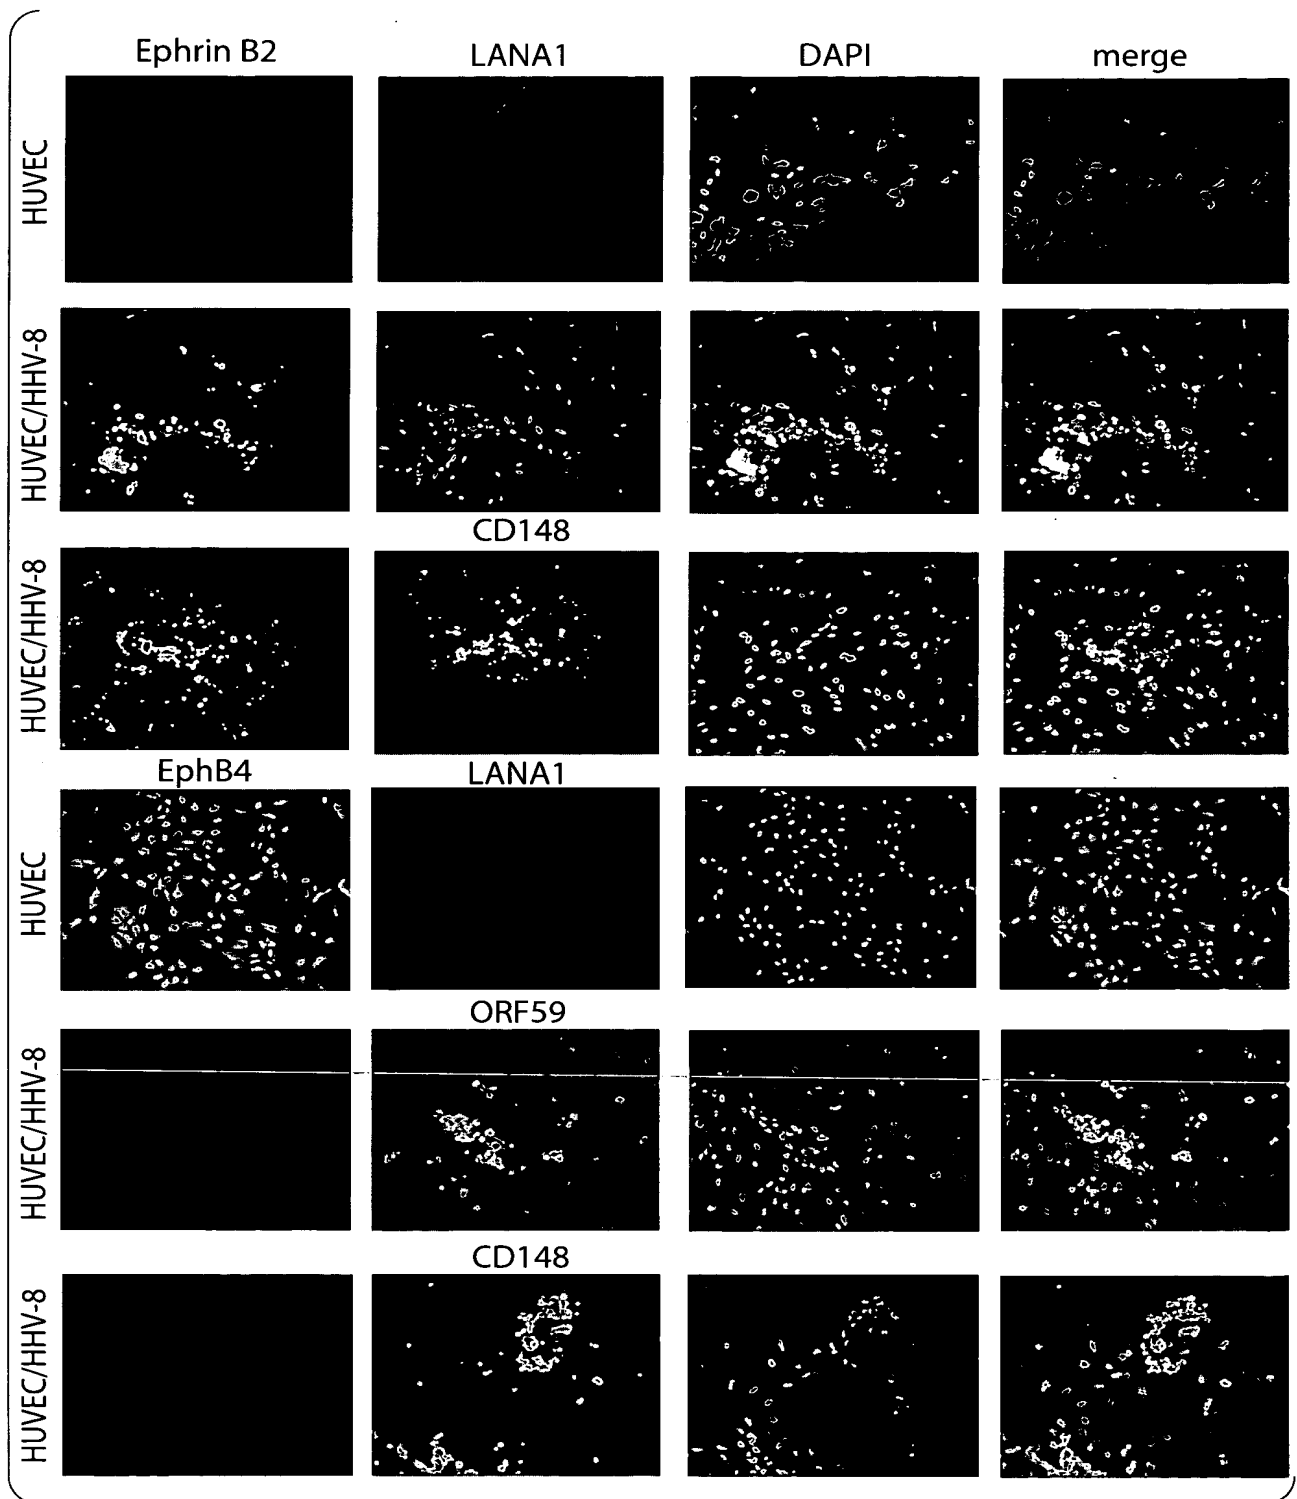 Ephrin B2 LANA1 DAPI merge
HUVEC
HUVEC/HHV-8
CD148
HUVEC/HHV-8
EphB4 LANA1
HUVEC
ORF59
HUVEC/HHV-8
CD148
HUVEC/HHV-8